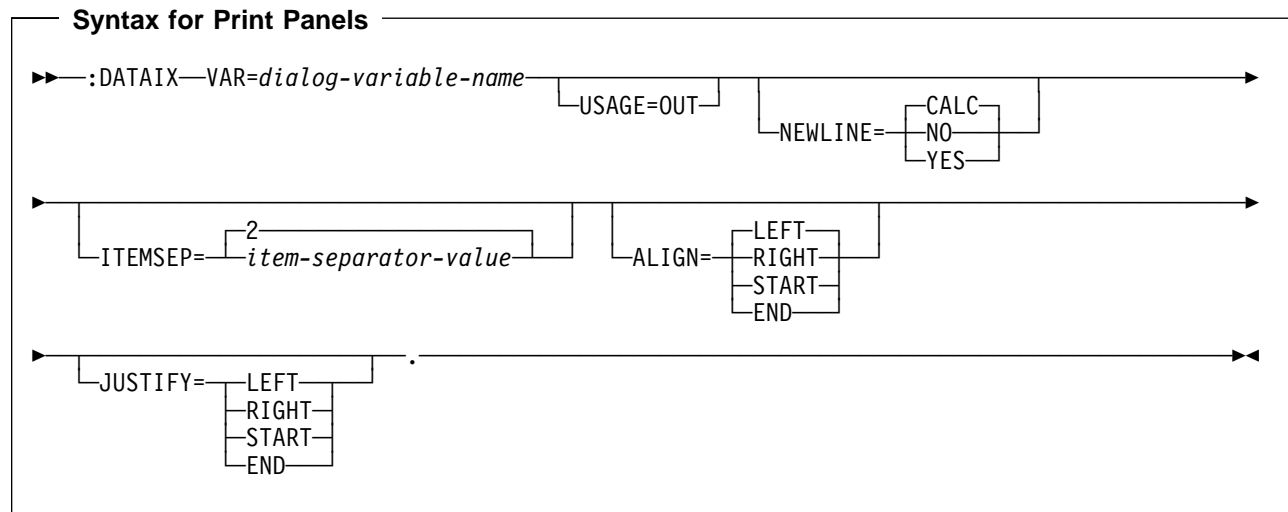 Syntax for Print Panels
►►──:DATAIX──VAR=dialog-variable-name
USAGE=OUT
NEWLINE=
CALC
NO
YES
ITEMSEP=
2
item-separator-value
ALIGN=
LEFT
RIGHT
START
END
JUSTIFY=
LEFT
RIGHT
START
END
.